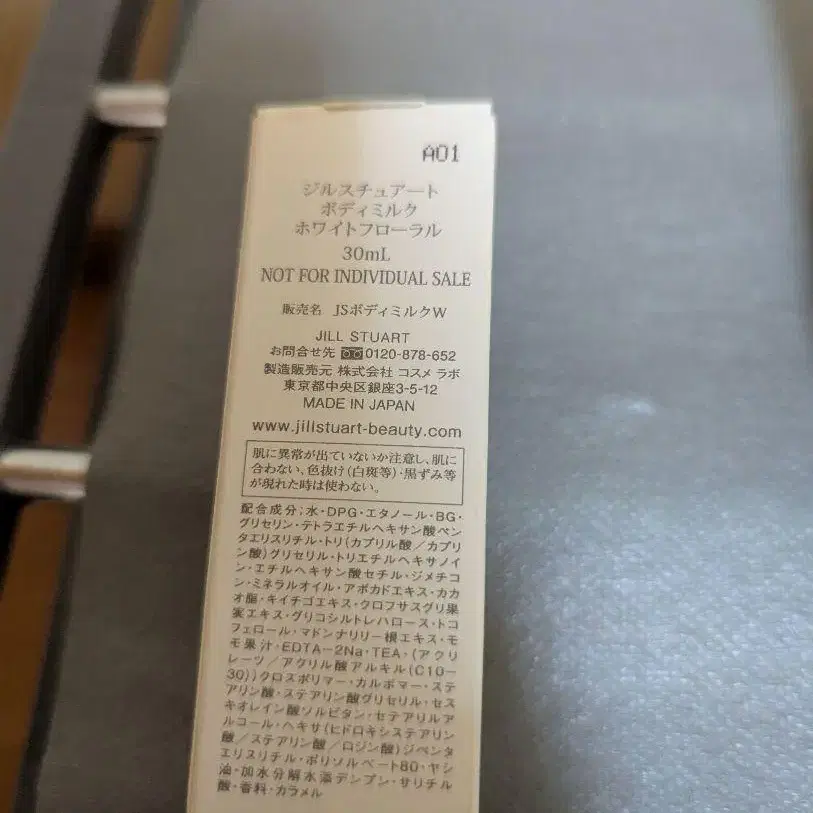 A01
ジルスチュアート
ボディミルク
ホワイトフローラル
30mL
NOT FOR INDIVIDUAL SALE
販売名 JSボディミルクW
JILL STUART
お問合せ先 0120-878-652
製造販売元 株式会社 コスメ ラボ
東京都中央区銀座3-5-12
MADE IN JAPAN
www.jillstuart-beauty.com
肌に異常が出ていないか注意し、肌に
合わない、色抜け(白斑等)・黒ずみ等
が現れた時は使わない。
配合成分;水・DPG・エタノール・BG・
グリセリン・テトラエチルヘキサン酸ペン
タエリスリチル・トリ(カプリル酸/カプリ
ン酸)グリセリル・トリエチルヘキサノイ
ン・エチルヘキサン酸セチル・ジメチコ
ン・ミネラルオイル・アボカドエキス・カカ
オ脂・キイチゴエキス・クロフサスグリ果
実エキス・グリコシルトレハロース・トコ
フェロール・マドンナリリー根エキス・モ
モ果汁・EDTA-2Na・TEA・(アクリ
レーツ/アクリル酸アルキル(C10-
30))クロスポリマー・カルボマー・ステ
アリン酸・ステアリン酸グリセリル・セス
キオレイン酸ソルビタン・セテアリルア
ルコール・ヘキサ(ヒドロキシステアリン
酸/ステアリン酸/ロジン酸)ジペンタ
エリスリチル・ポリソルベート80・ヤシ
油・加水分解水添デンプン・サリチル
酸・香料・カラメル